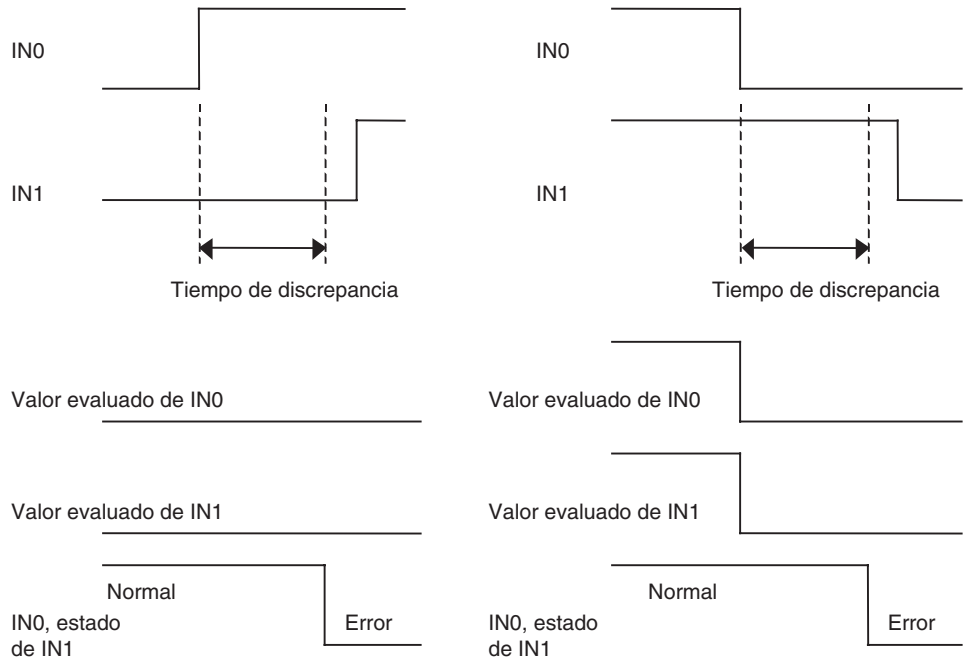 IN0
IN0
IN1
IN1
Tiempo de discrepancia
Tiempo de discrepancia
Valor evaluado de IN0
Valor evaluado de IN0
Valor evaluado de IN1
Valor evaluado de IN1
Normal
Normal
IN0, estado
de IN1
Error
IN0, estado
de IN1
Error